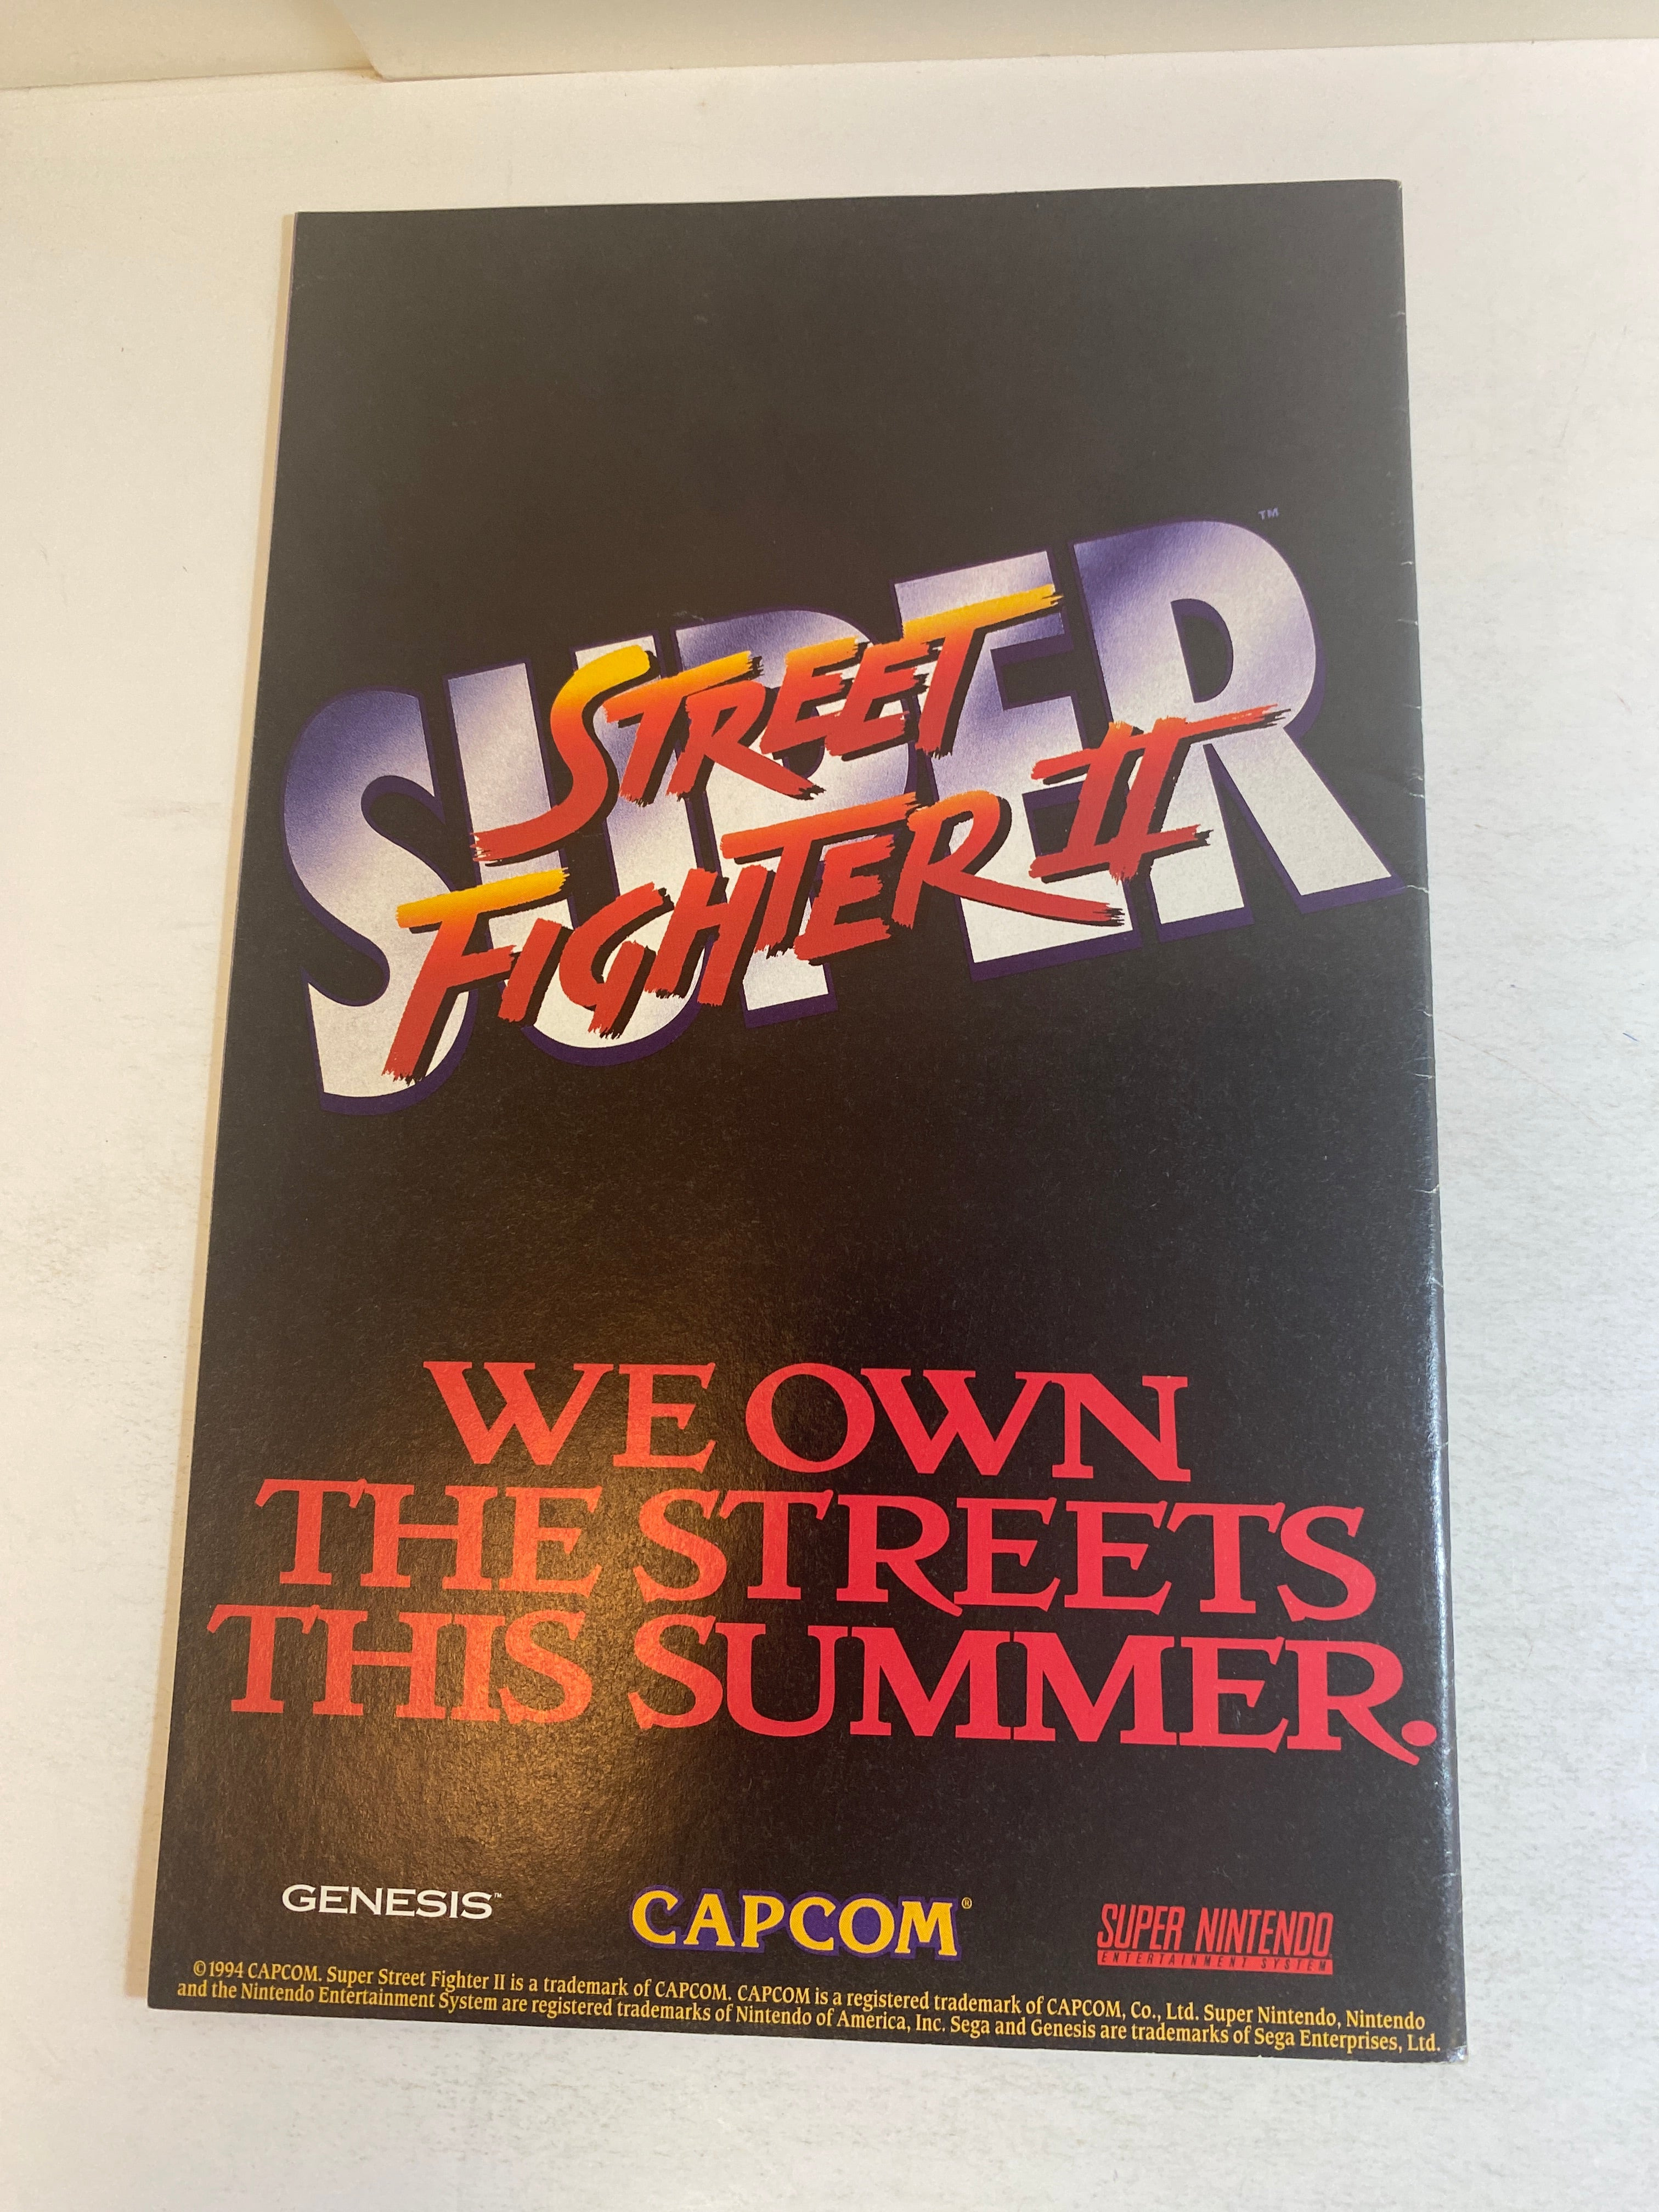 SUPER™
STREET
FIGHTER II
WE OWN
THE STREETS
THIS SUMMER.
GENESIS™
CAPCOM®
SUPER NINTENDO
ENTERTAINMENT SYSTEM
©1994 CAPCOM. Super Street Fighter II is a trademark of CAPCOM. CAPCOM is a registered trademark of CAPCOM, Co., Ltd. Super Nintendo, Nintendo
and the Nintendo Entertainment System are registered trademarks of Nintendo of America, Inc. Sega and Genesis are trademarks of Sega Enterprises, Ltd.